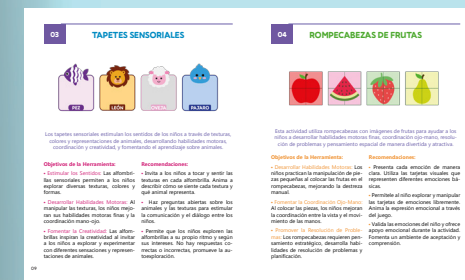 03
TAPETES SENSORIALES
PEZ
LEÓN
OVEJA
PAJARO
Los tapetes sensoriales estimulan los sentidos de los niños a través de texturas,
colores y representaciones de animales, desarrollando habilidades motoras,
coordinación y creatividad, y fomentando el aprendizaje sobre animales.
Objetivos de la Herramienta:
• Estimular los Sentidos: Las alfombri-
llas sensoriales permiten a los niños
explorar diversas texturas, colores y
formas.
• Desarrollar Habilidades Motoras: Al
manipular las texturas, los niños mejo-
ran sus habilidades motoras finas y la
coordinación mano-ojo.
• Fomentar la Creatividad: Las alfom-
brillas inspiran la creatividad al invitar
a los niños a explorar y experimentar
con diferentes sensaciones y represen-
taciones de animales.
Recomendaciones:
• Invita a los niños a tocar y sentir las
texturas en cada alfombrilla. Anima a
describir cómo se siente cada textura y
qué animal representa.
• Haz preguntas abiertas sobre los
animales y las texturas para estimular
la comunicación y el diálogo entre los
niños.
• Permite que los niños exploren las
alfombrillas a su propio ritmo y según
sus intereses. No hay respuestas co-
rrectas o incorrectas, promueve la au-
toexploración.
09
04
ROMPECABEZAS DE FRUTAS
Esta actividad utiliza rompecabezas con imágenes de frutas para ayudar a los
niños a desarrollar habilidades motoras finas, coordinación ojo-mano, resolu-
ción de problemas y pensamiento espacial de manera divertida y atractiva.
Objetivos de la Herramienta:
• Desarrollar Habilidades Motoras: Los
niños practican la manipulación de pie-
zas pequeñas al colocar las frutas en el
rompecabezas, mejorando la destreza
manual.
• Fomentar la Coordinación Ojo-Mano:
Al colocar las piezas, los niños mejoran
la coordinación entre la vista y el mo-
vimiento de las manos.
• Promover la Resolución de Proble-
mas: Los rompecabezas requieren pen-
samiento estratégico, desarrolla habi-
lidades de resolución de problemas y
planificación.
Recomendaciones:
• Presenta cada emoción de manera
clara. Utiliza las tarjetas visuales que
representen diferentes emociones bá-
sicas.
• Permítele al niño explorar y manipular
las tarjetas de emociones libremente.
Anima la expresión emocional a través
del juego.
• Valida las emociones del niño y ofrece
apoyo emocional durante la actividad.
Fomenta un ambiente de aceptación y
comprensión.